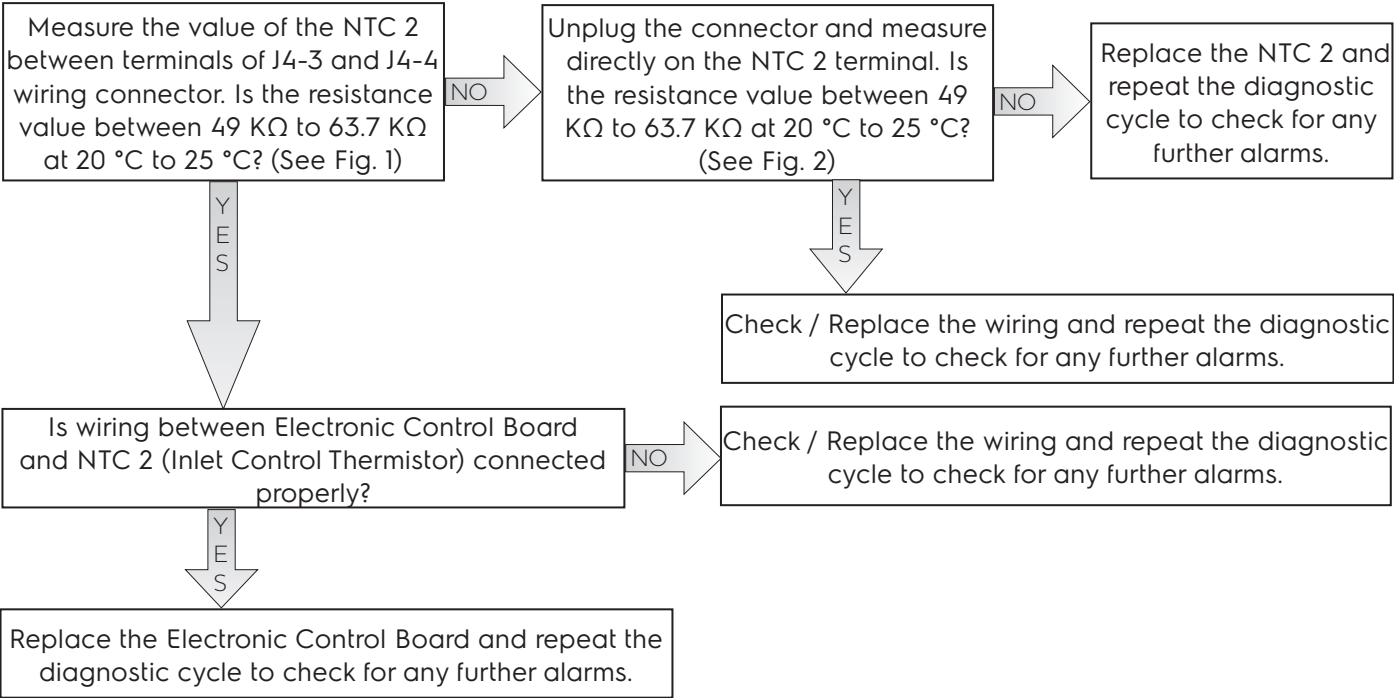 Measure the value of the NTC 2
between terminals of J4-3 and J4-4
wiring connector. Is the resistance
value between 49 KΩ to 63.7 KΩ
at 20 °C to 25 °C? (See Fig. 1)
NO
Unplug the connector and measure
directly on the NTC 2 terminal. Is
the resistance value between 49
KΩ to 63.7 KΩ at 20 °C to 25 °C?
(See Fig. 2)
NO
Replace the NTC 2 and
repeat the diagnostic
cycle to check for any
further alarms.
YES
Check / Replace the wiring and repeat the diagnostic
cycle to check for any further alarms.
YES
Is wiring between Electronic Control Board
and NTC 2 (Inlet Control Thermistor) connected
properly?
NO
Check / Replace the wiring and repeat the diagnostic
cycle to check for any further alarms.
YES
Replace the Electronic Control Board and repeat the
diagnostic cycle to check for any further alarms.